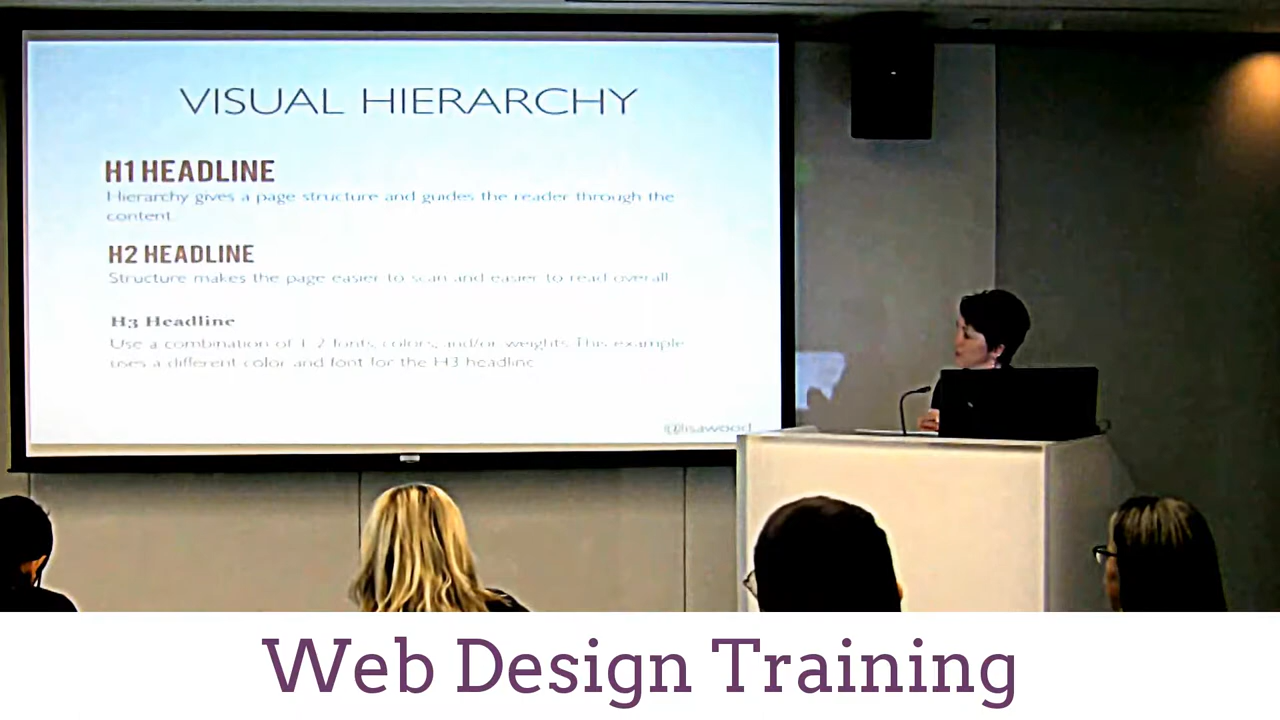 VISUAL HIERARCHY
H1 HEADLINE
Hierarchy gives a page structure and guides the reader through the
content.
H2 HEADLINE
Structure makes the page easier to scan and easier to read overall.
H3 Headline
Use a combination of 1-2 fonts, colors, and/or weights. This example
uses a different color and font for the H3 headline.
@lisawood
Web Design Training